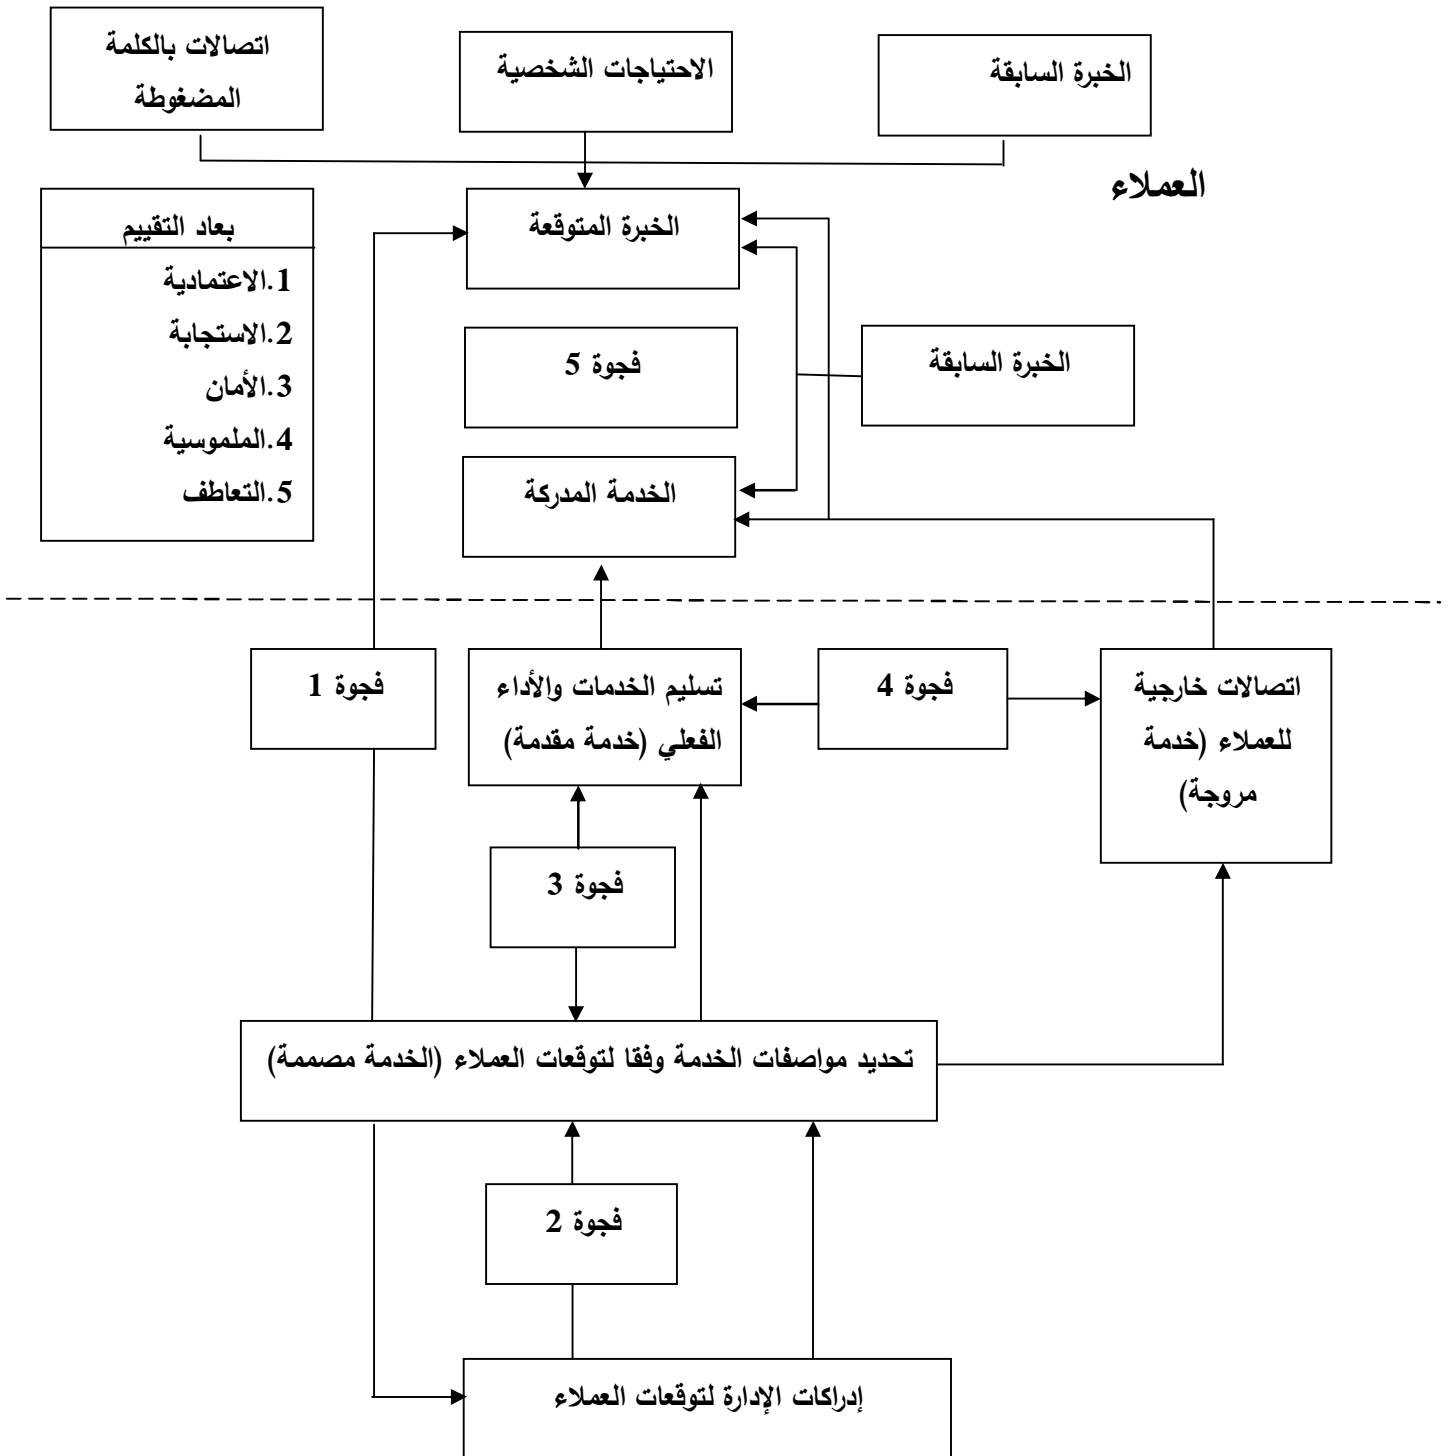 الخبرة السابقة
الاحتياجات الشخصية
اتصالات بالكلمة
المضغوطة
العملاء
الخبرة المتوقعة
بعاد التقييم
1.الاعتمادية
2.الاستجابة
3.الأمان
4.الملموسية
5.التعاطف
الخبرة السابقة
فجوة 5
الخدمة المدركة
اتصالات خارجية
للعملاء (خدمة
مروجة)
فجوة 4
تسليم الخدمات والأداء
الفعلي (خدمة مقدمة)
فجوة 1
فجوة 3
تحديد مواصفات الخدمة وفقا لتوقعات العملاء (الخدمة مصممة)
فجوة 2
إدراكات الإدارة لتوقعات العملاء